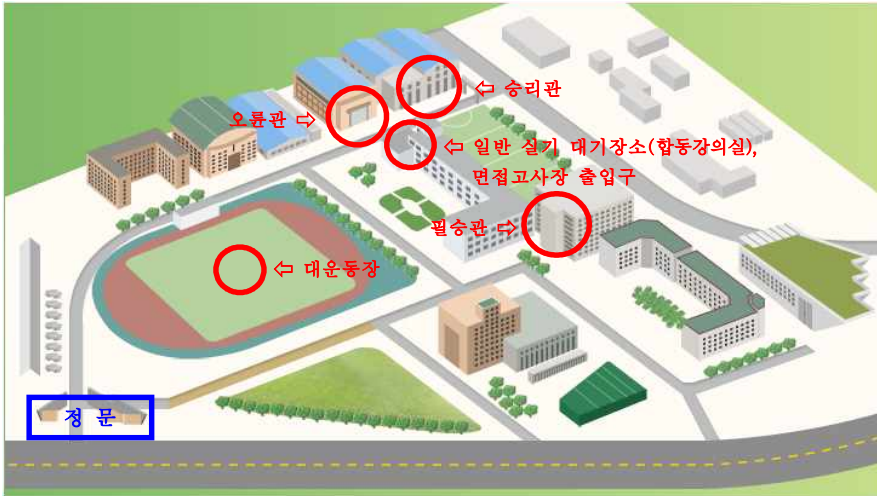 ⇦ 승리관
오륜관 ⇨
⇦ 일반 실기 대기장소(합동강의실),
면접고사장 출입구
필승관 ⇨
⇦ 대운동장
정 문